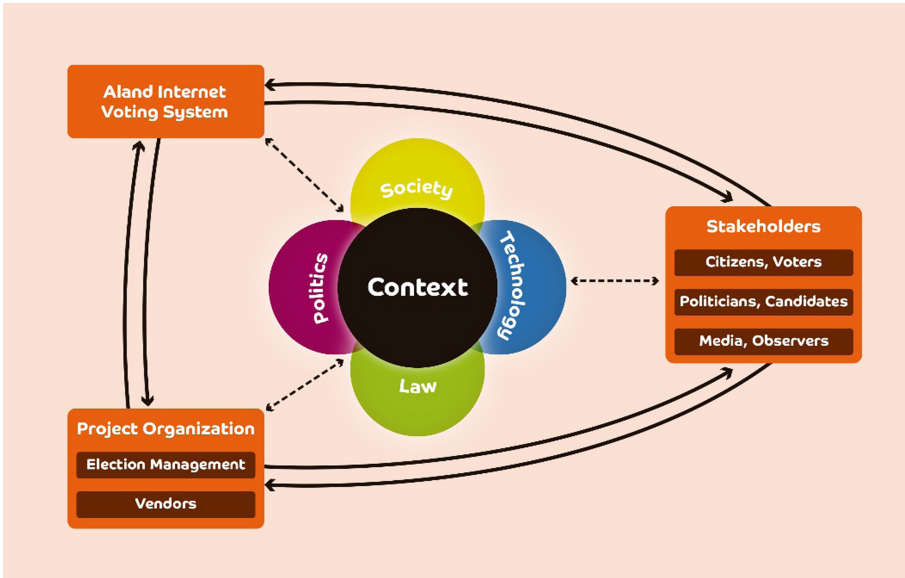 Aland Internet
Voting System
Society
Politics
Context
Technology
Law
Stakeholders
Citizens, Voters
Politicians, Candidates
Media, Observers
Project Organization
Election Management
Vendors